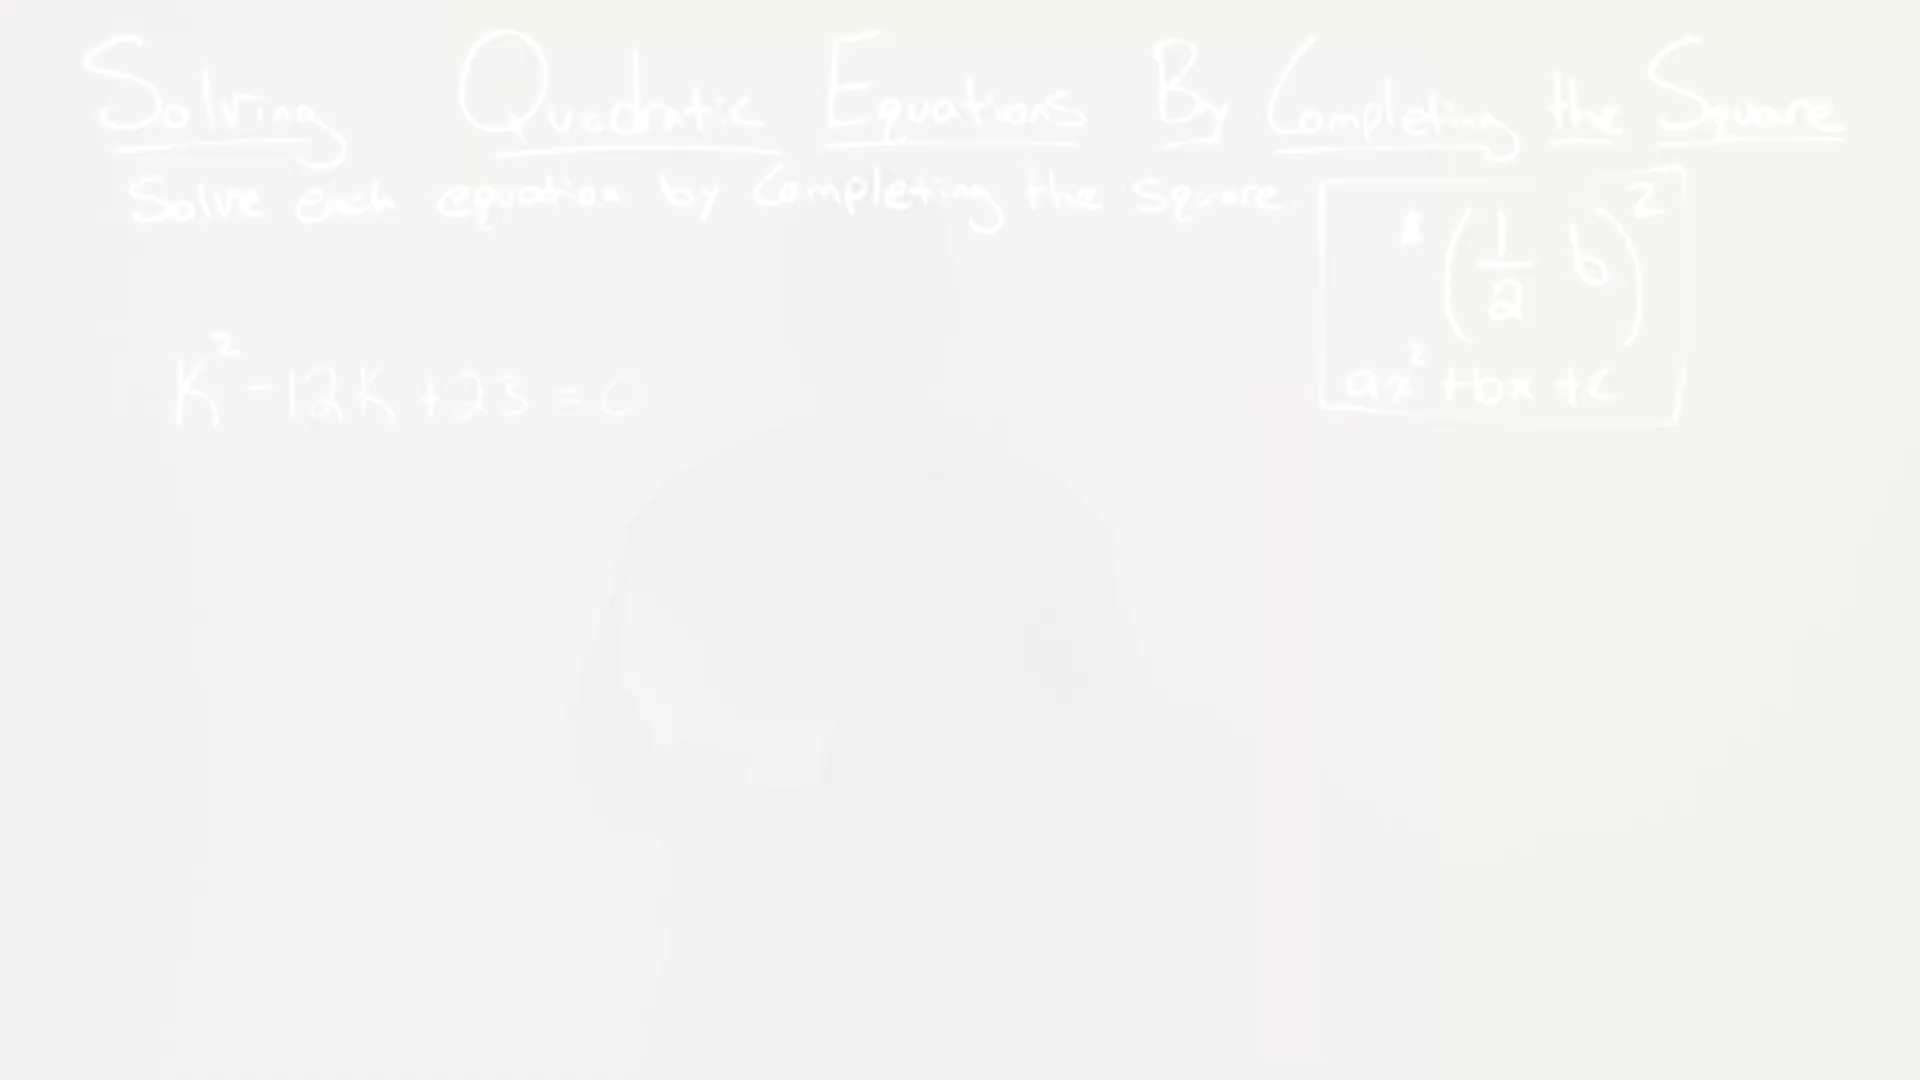 Solving Quadratic Equations By Completing the Square
Solve each equation by Completing the square.
* (1/2 b)²
ax² + bx + c
K² - 12K + 23 = 0